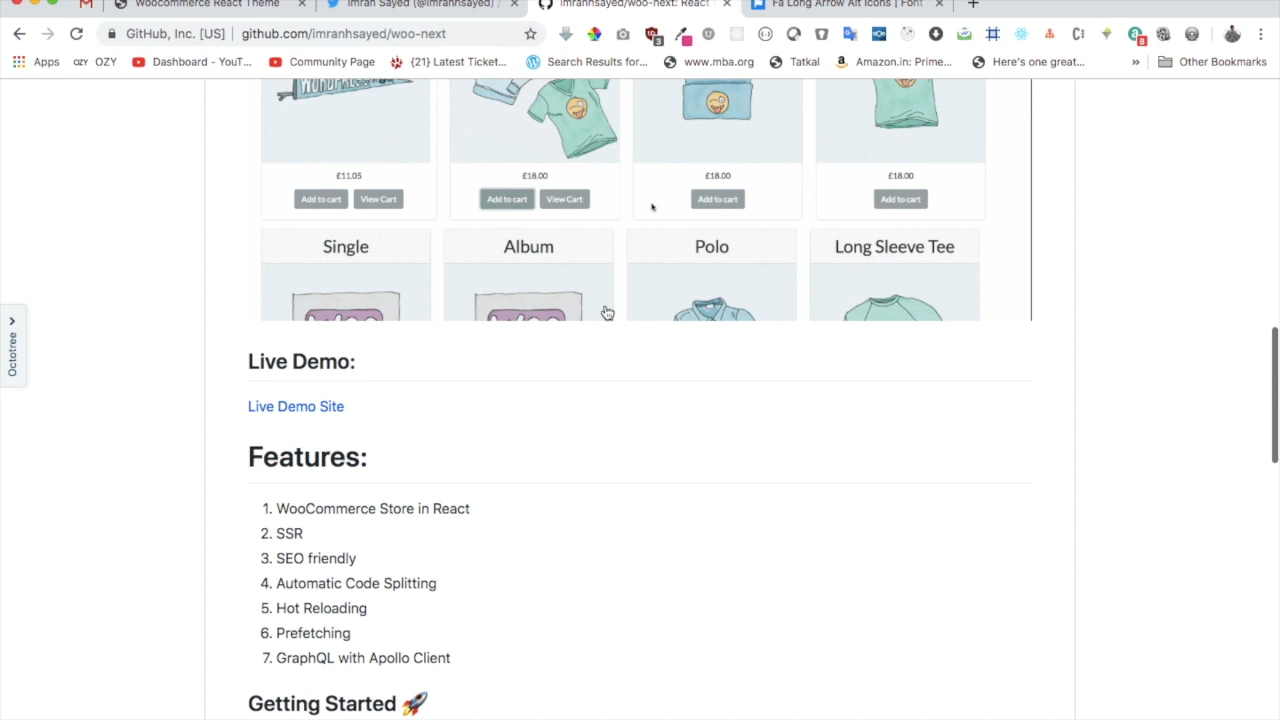 Woocommerce React Theme
Imran Sayed (@imranhsayed) /
imranhsayed/woo-next: React
Fa Long Arrow Alt Icons | Font
GitHub, Inc. [US] | github.com/imranhsayed/woo-next
3
8
Apps
OZY OZY
Dashboard - YouT...
Community Page
{21} Latest Ticket...
Search Results for...
www.mba.org
Tatkal
Amazon.in: Prime...
Here's one great...
»
Other Bookmarks
WORDPRESS
£11.05
£18.00
£18.00
£18.00
Add to cart
View Cart
Add to cart
View Cart
Add to cart
Add to cart
Single
Album
Polo
Long Sleeve Tee
Octotree
Live Demo:
Live Demo Site
Features:
1. WooCommerce Store in React
2. SSR
3. SEO friendly
4. Automatic Code Splitting
5. Hot Reloading
6. Prefetching
7. GraphQL with Apollo Client
Getting Started 🚀